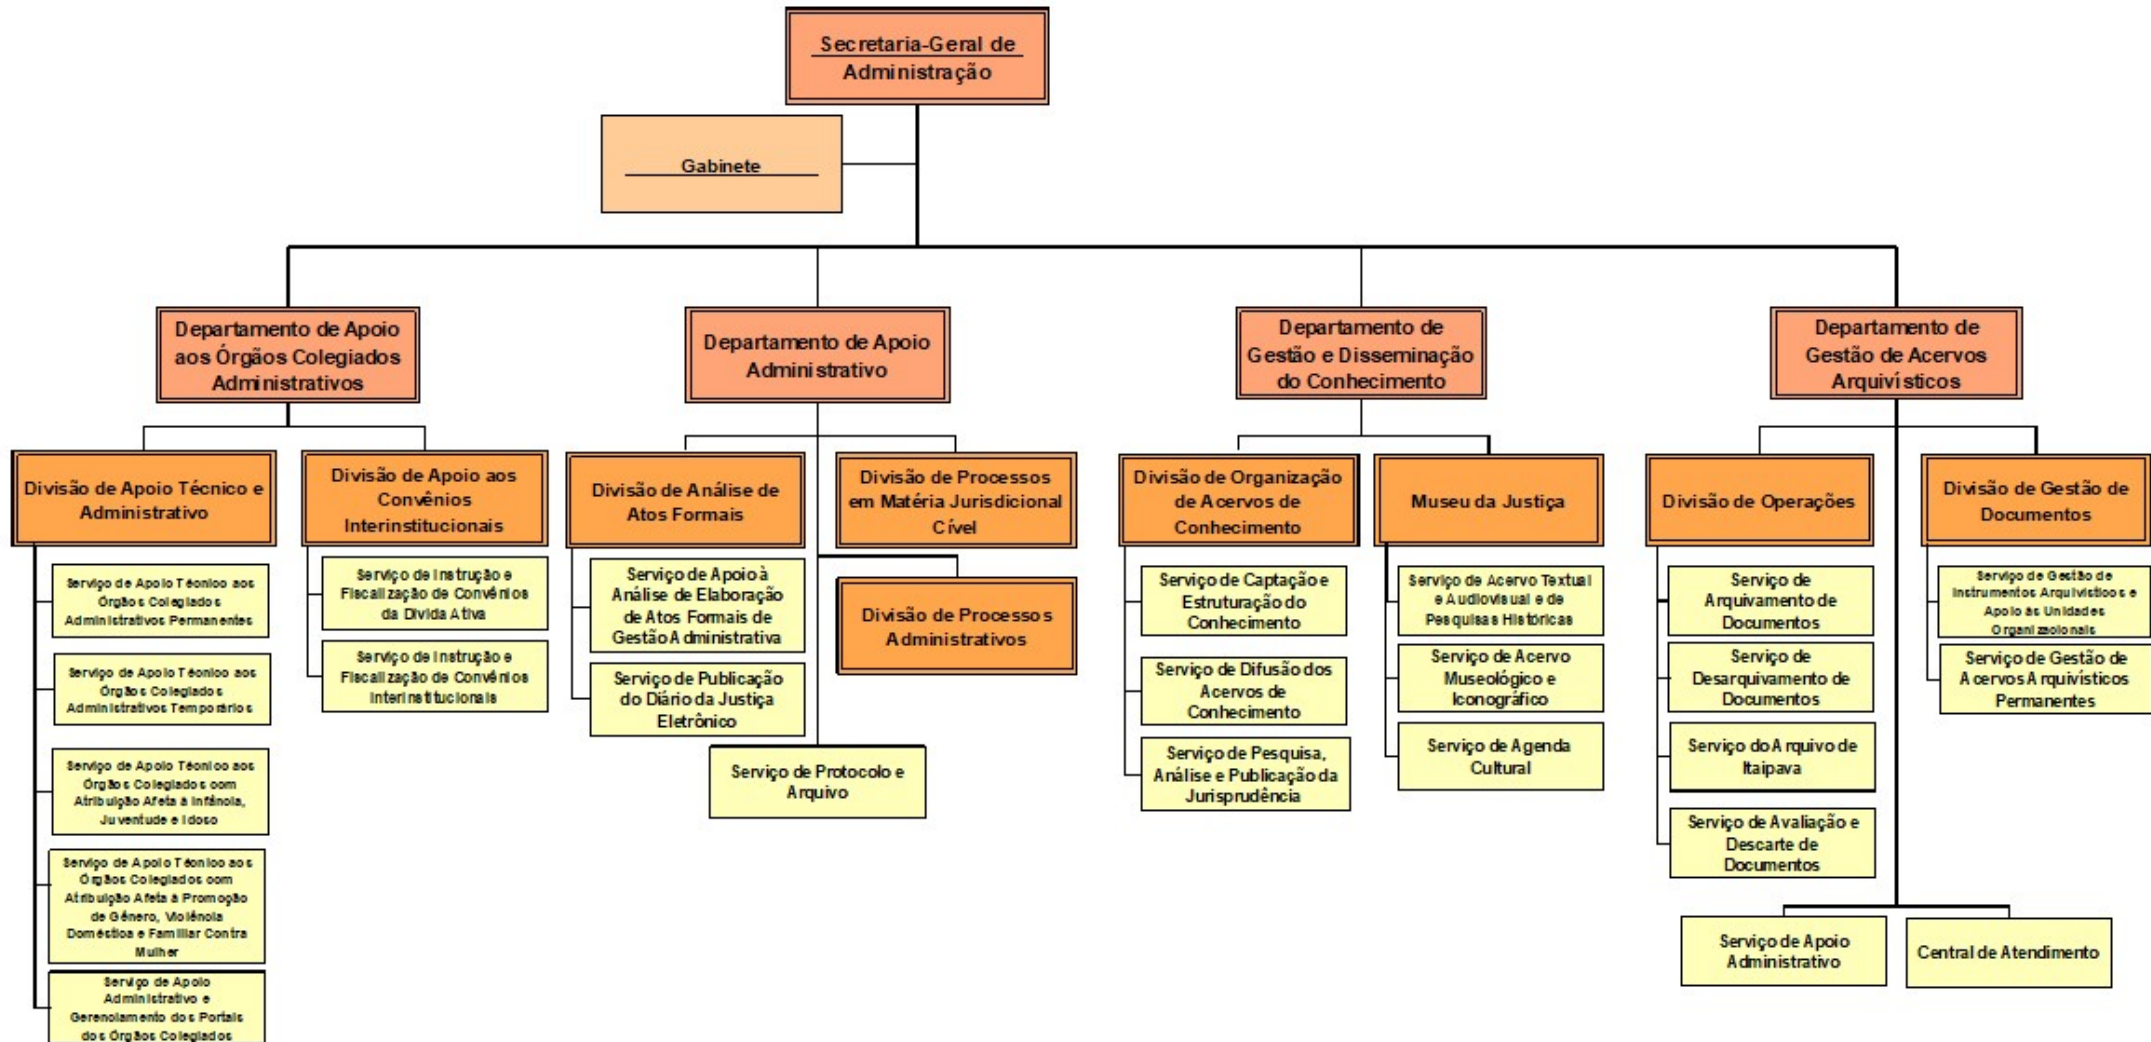 Secretaria-Geral de
Administração
Gabinete
Departamento de Apoio
aos Órgãos Colegiados
Administrativos
Departamento de Apoio
Administrativo
Departamento de
Gestão e Disseminação
do Conhecimento
Departamento de
Gestão de Acervos
Arquivísticos
Divisão de Apoio Técnico e
Administrativo
Divisão de Apoio aos
Convênios
Interinstitucionais
Divisão de Análise de
Atos Formais
Divisão de Processos
em Matéria Jurisdicional
Cível
Divisão de Organização
de Acervos de
Conhecimento
Museu da Justiça
Divisão de Operações
Divisão de Gestão de
Documentos
Serviço de Apoio Técnico aos
Órgãos Colegiados
Administrativos Permanentes
Serviço de Apoio Técnico aos
Órgãos Colegiados
Administrativos Temporários
Serviço de Apoio Técnico aos
Órgãos Colegiados com
Atribuição Afeta à Infância,
Juventude e Idoso
Serviço de Apoio Técnico aos
Órgãos Colegiados com
Atribuição Afeta à Promoção
de Gênero, Violência
Doméstica e Familiar Contra
Mulher
Serviço de Apoio
Administrativo e
Gerenciamento dos Portais
dos Órgãos Colegiados
Serviço de Instrução e
Fiscalização de Convênios
da Dívida Ativa
Serviço de Instrução e
Fiscalização de Convênios
Interinstitucionais
Serviço de Apoio à
Análise de Elaboração
de Atos Formais de
Gestão Administrativa
Serviço de Publicação
do Diário da Justiça
Eletrônico
Divisão de Processos
Administrativos
Serviço de Protocolo e
Arquivo
Serviço de Captação e
Estruturação do
Conhecimento
Serviço de Difusão dos
Acervos de
Conhecimento
Serviço de Pesquisa,
Análise e Publicação da
Jurisprudência
Serviço de Acervo Textual
e Audiovisual e de
Pesquisas Históricas
Serviço de Acervo
Museológico e
Iconográfico
Serviço de Agenda
Cultural
Serviço de
Arquivamento de
Documentos
Serviço de
Desarquivamento de
Documentos
Serviço do Arquivo de
Itaipava
Serviço de Avaliação e
Descarte de
Documentos
Serviço de Gestão de
Instrumentos Arquivísticos e
Apoio às Unidades
Organizacionais
Serviço de Gestão de
Acervos Arquivísticos
Permanentes
Serviço de Apoio
Administrativo
Central de Atendimento